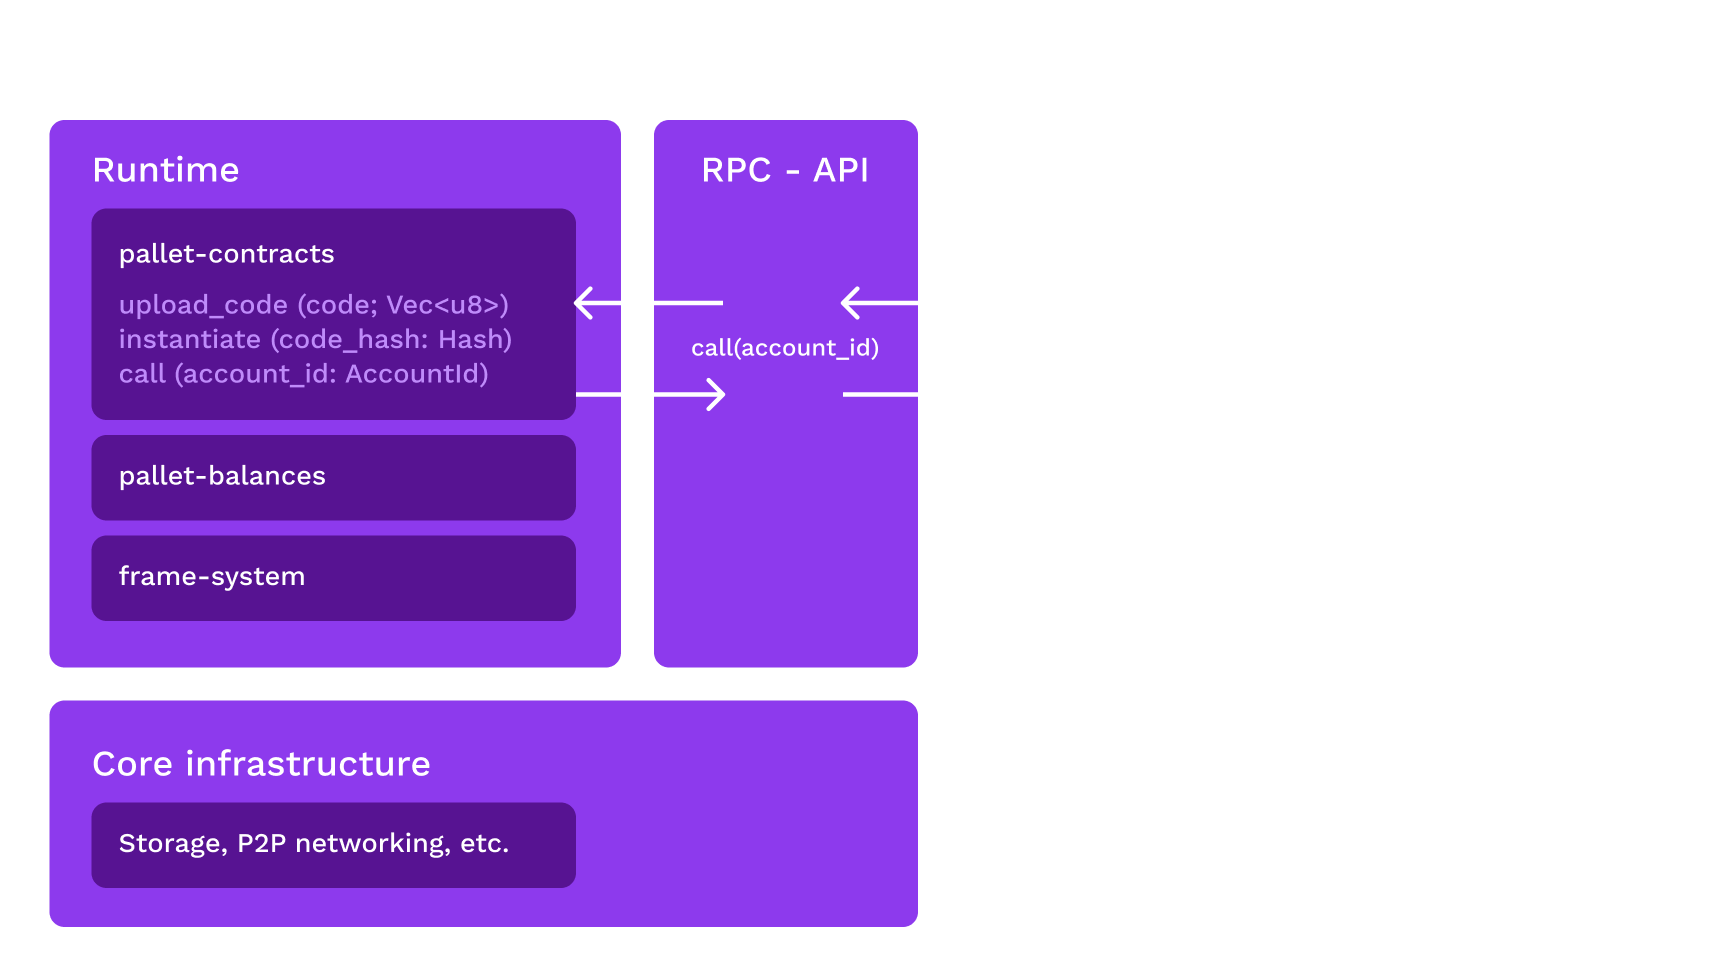 Runtime
pallet-contracts
upload_code (code; Vec<u8>)
instantiate (code_hash: Hash)
call (account_id: AccountId)
pallet-balances
frame-system
RPC - API
call(account_id)
Core infrastructure
Storage, P2P networking, etc.